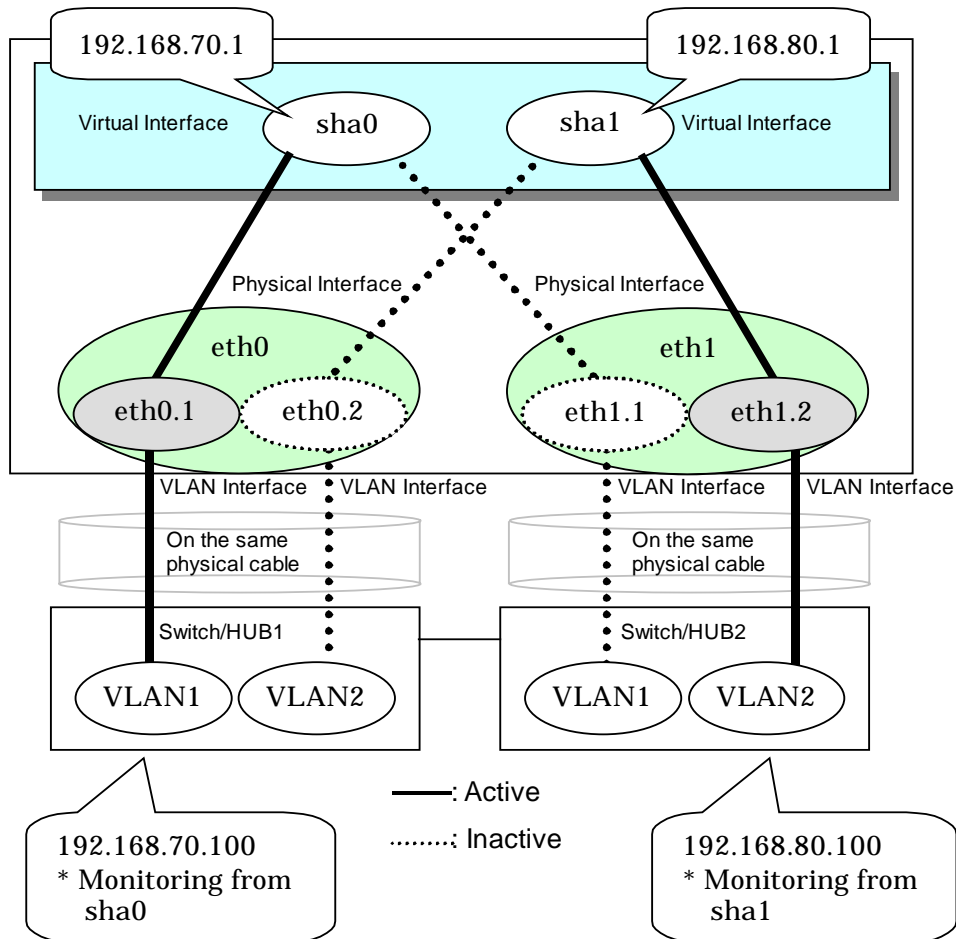 192.168.70.1
192.168.80.1
Virtual Interface
sha0
sha1
Virtual Interface
Physical Interface
Physical Interface
eth0
eth1
eth0.1
eth0.2
eth1.1
eth1.2
VLAN Interface
VLAN Interface
VLAN Interface
VLAN Interface
On the same
physical cable
On the same
physical cable
Switch/HUB1
Switch/HUB2
VLAN1
VLAN2
VLAN1
VLAN2
: Active
: Inactive
192.168.70.100
* Monitoring from
sha0
192.168.80.100
* Monitoring from
sha1